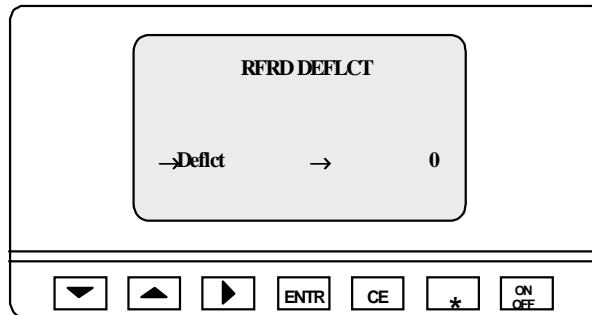 RFRD DEFLCT
→Deflct → 0
ENTR CE * ON
OFF